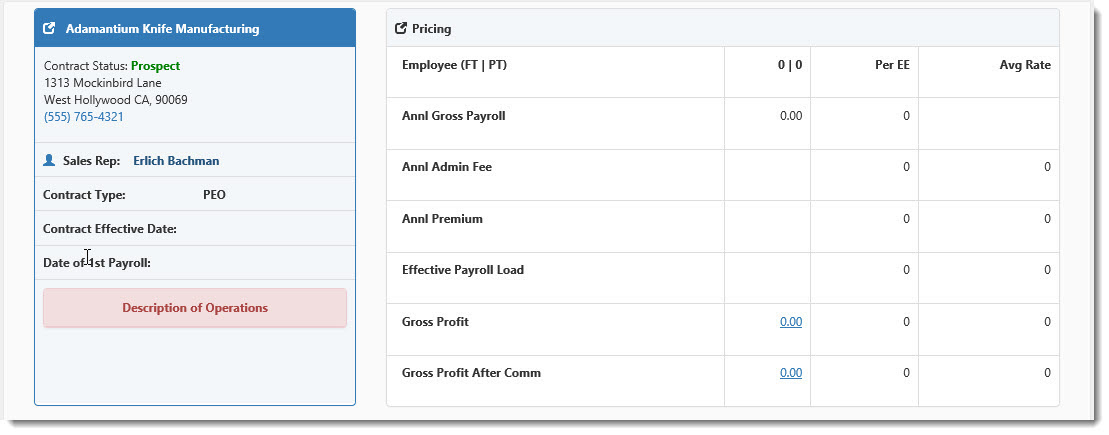 Adamantium Knife Manufacturing
Contract Status: Prospect
1313 Mockinbird Lane
West Hollywood CA, 90069
(555) 765-4321
Sales Rep: Erlich Bachman
Contract Type: PEO
Contract Effective Date:
Date of 1st Payroll:
Description of Operations
Pricing
Employee (FT | PT) 0 | 0 Per EE Avg Rate
Annl Gross Payroll 0.00 0
Annl Admin Fee 0 0
Annl Premium 0 0
Effective Payroll Load 0 0
Gross Profit 0.00 0 0
Gross Profit After Comm 0.00 0 0